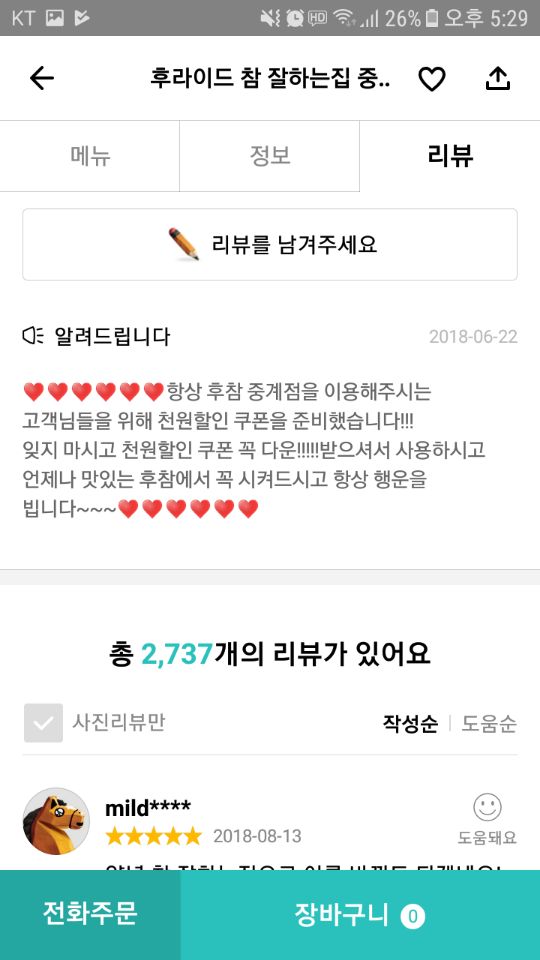 KT HD 26% 오후 5:29
후라이드 참 잘하는집 중..
메뉴 정보 리뷰
리뷰를 남겨주세요
알려드립니다 2018-06-22
❤❤❤❤❤❤항상 후참 중계점을 이용해주시는
고객님들을 위해 천원할인 쿠폰을 준비했습니다!!!
잊지 마시고 천원할인 쿠폰 꼭 다운!!!!!받으셔서 사용하시고
언제나 맛있는 후참에서 꼭 시켜드시고 항상 행운을
빕니다~~~❤❤❤❤❤❤
총 2,737개의 리뷰가 있어요
사진리뷰만 작성순 도움순
mild****
★★★★★ 2018-08-13 도움돼요
전화주문 장바구니 0